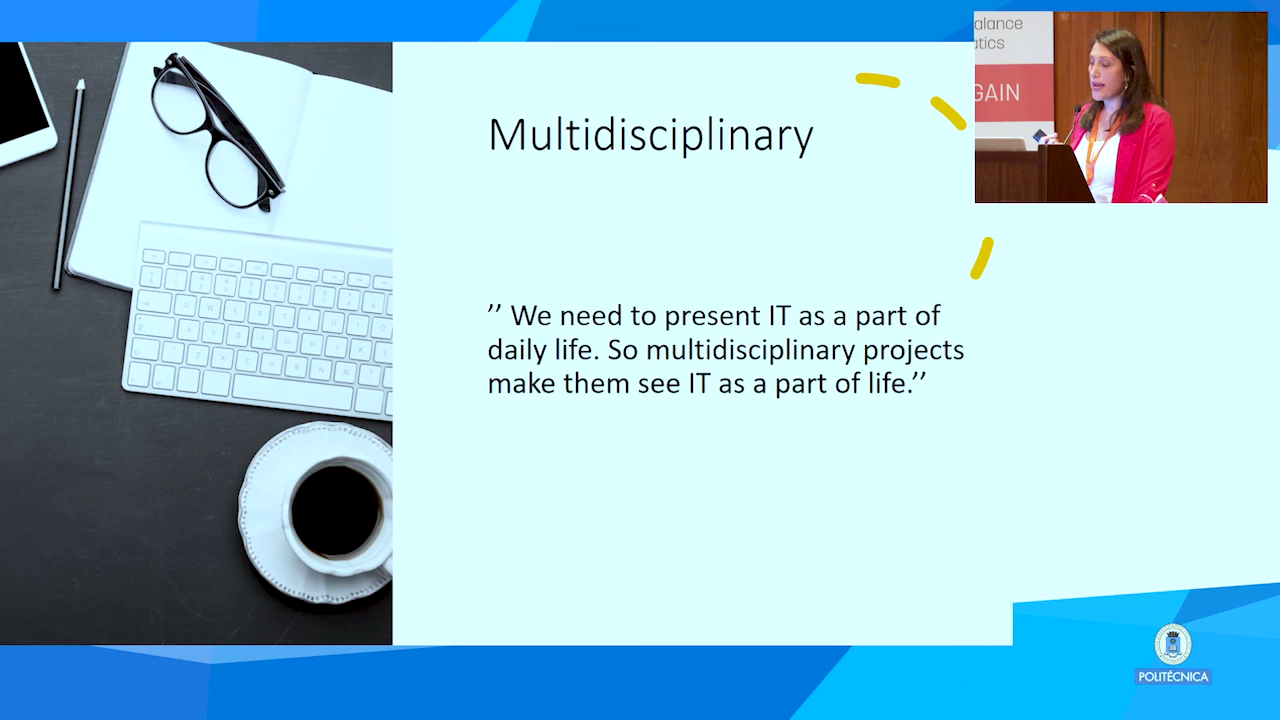 Multidisciplinary
’’ We need to present IT as a part of
daily life. So multidisciplinary projects
make them see IT as a part of life.’’
alance
atics
GAIN
POLITÉCNICA